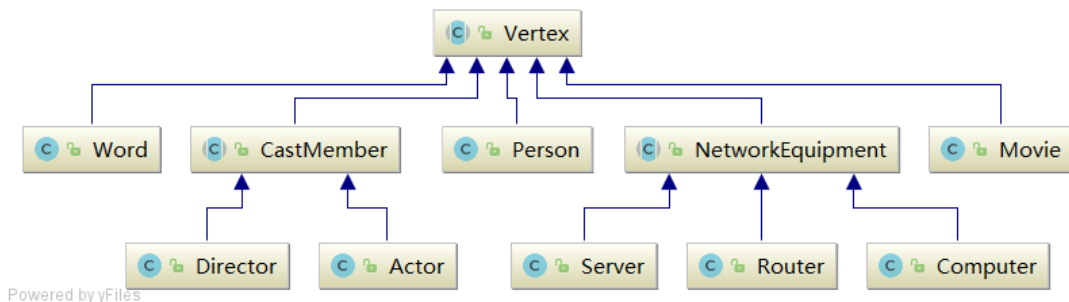 Vertex
Word
CastMember
Person
NetworkEquipment
Movie
Director
Actor
Server
Router
Computer
Powered by yFiles